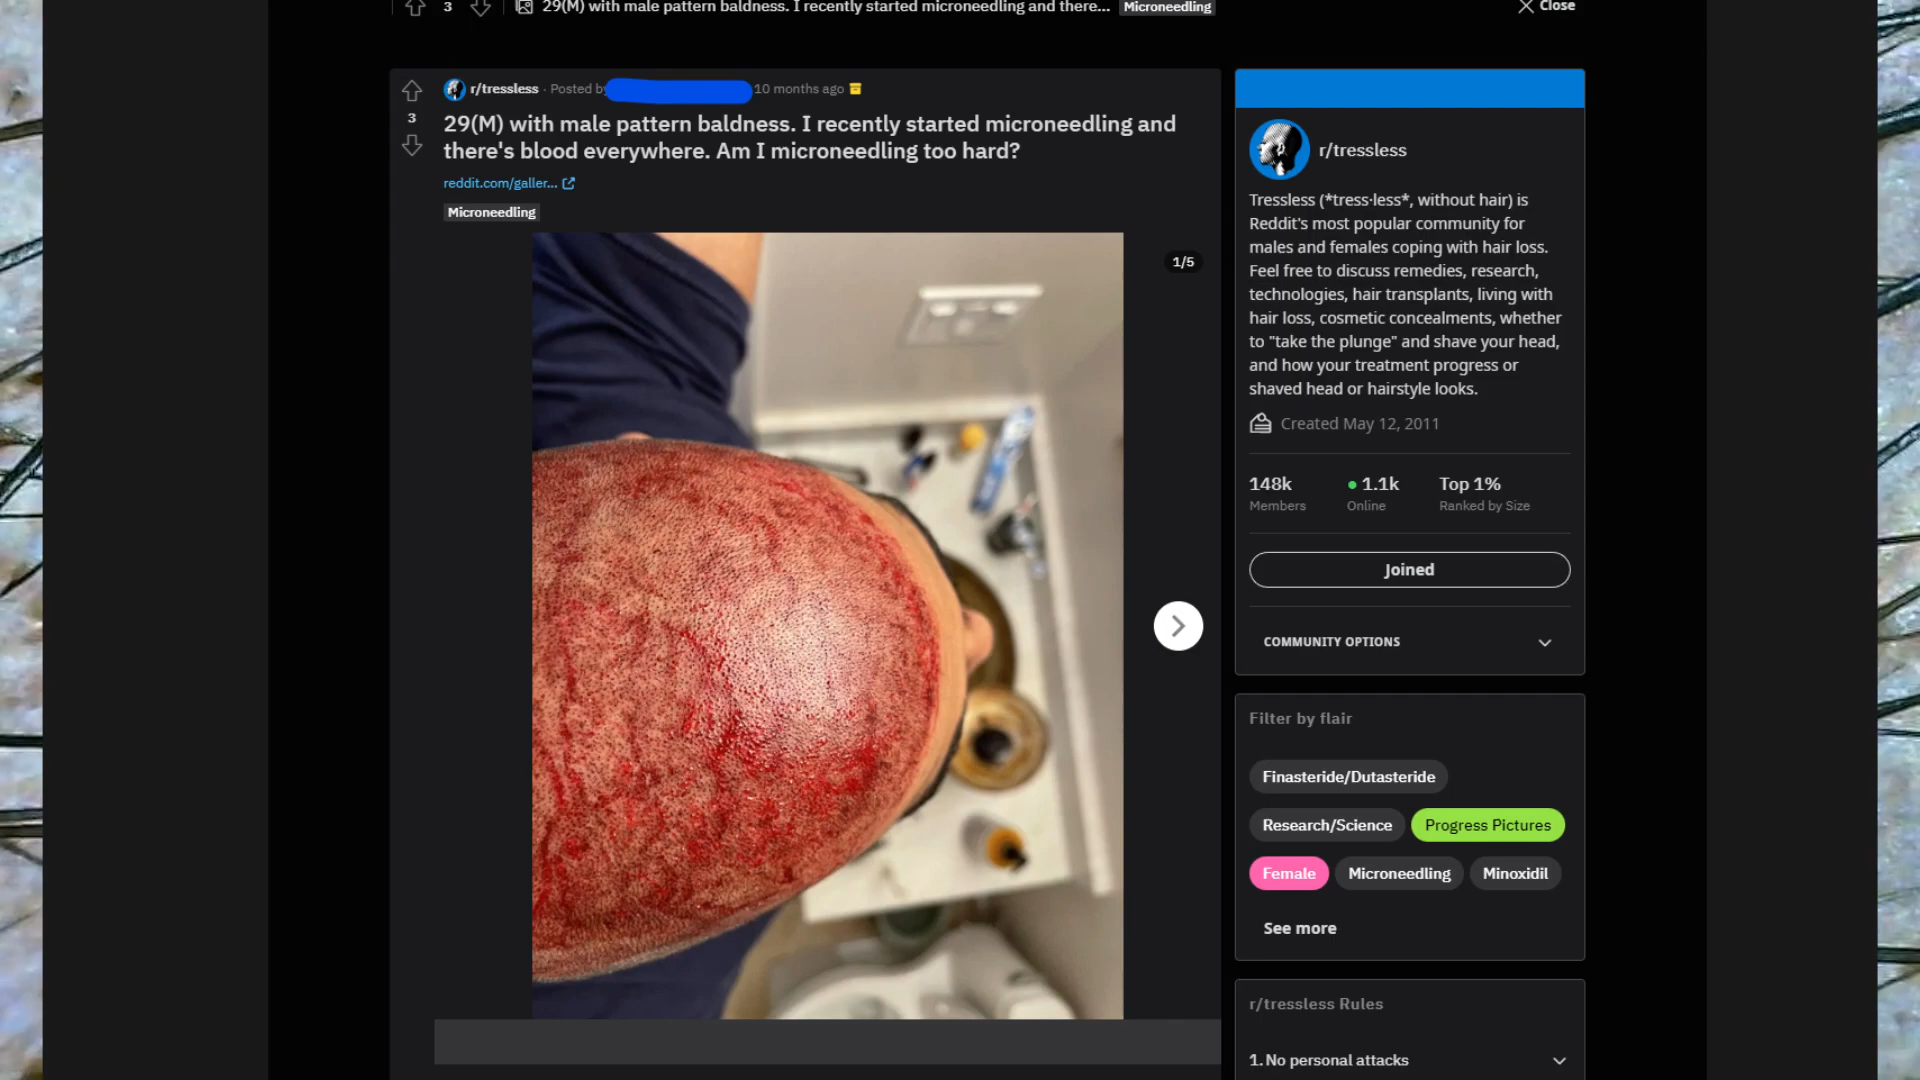 3
29(M) with male pattern baldness. I recently started microneedling and there...
Microneedling
Close
r/tressless · Posted by
10 months ago
3
29(M) with male pattern baldness. I recently started microneedling and
there's blood everywhere. Am I microneedling too hard?
reddit.com/galler...
Microneedling
1/5
r/tressless
Tressless (*tress·less*, without hair) is
Reddit's most popular community for
males and females coping with hair loss.
Feel free to discuss remedies, research,
technologies, hair transplants, living with
hair loss, cosmetic concealments, whether
to "take the plunge" and shave your head,
and how your treatment progress or
shaved head or hairstyle looks.
Created May 12, 2011
148k
1.1k
Top 1%
Members
Online
Ranked by Size
Joined
COMMUNITY OPTIONS
Filter by flair
Finasteride/Dutasteride
Research/Science
Progress Pictures
Female
Microneedling
Minoxidil
See more
r/tressless Rules
1. No personal attacks